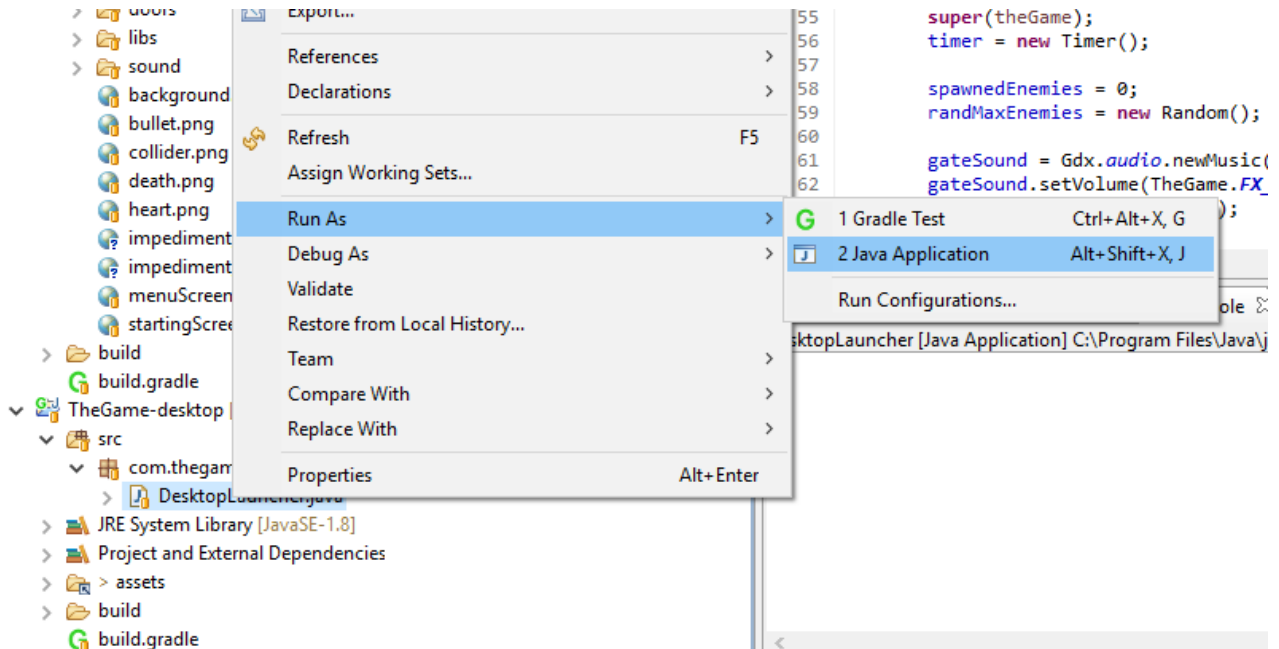 doors
libs
sound
background
bullet.png
collider.png
death.png
heart.png
impediment
impediment
menuScreen
startingScree
build
build.gradle
TheGame-desktop [
src
com.thegam
DesktopLauncher.java
JRE System Library [JavaSE-1.8]
Project and External Dependencies
> assets
build
build.gradle
Export...
References
Declarations
Refresh F5
Assign Working Sets...
Run As
Debug As
Validate
Restore from Local History...
Team
Compare With
Replace With
Properties Alt+Enter
1 Gradle Test Ctrl+Alt+X, G
2 Java Application Alt+Shift+X, J
Run Configurations...
55 super(theGame);
56 timer = new Timer();
57
58 spawnedEnemies = 0;
59 randMaxEnemies = new Random();
60
61 gateSound = Gdx.audio.newMusic(
62 gateSound.setVolume(TheGame.FX_
);
ole
sktopLauncher [Java Application] C:\Program Files\Java\j